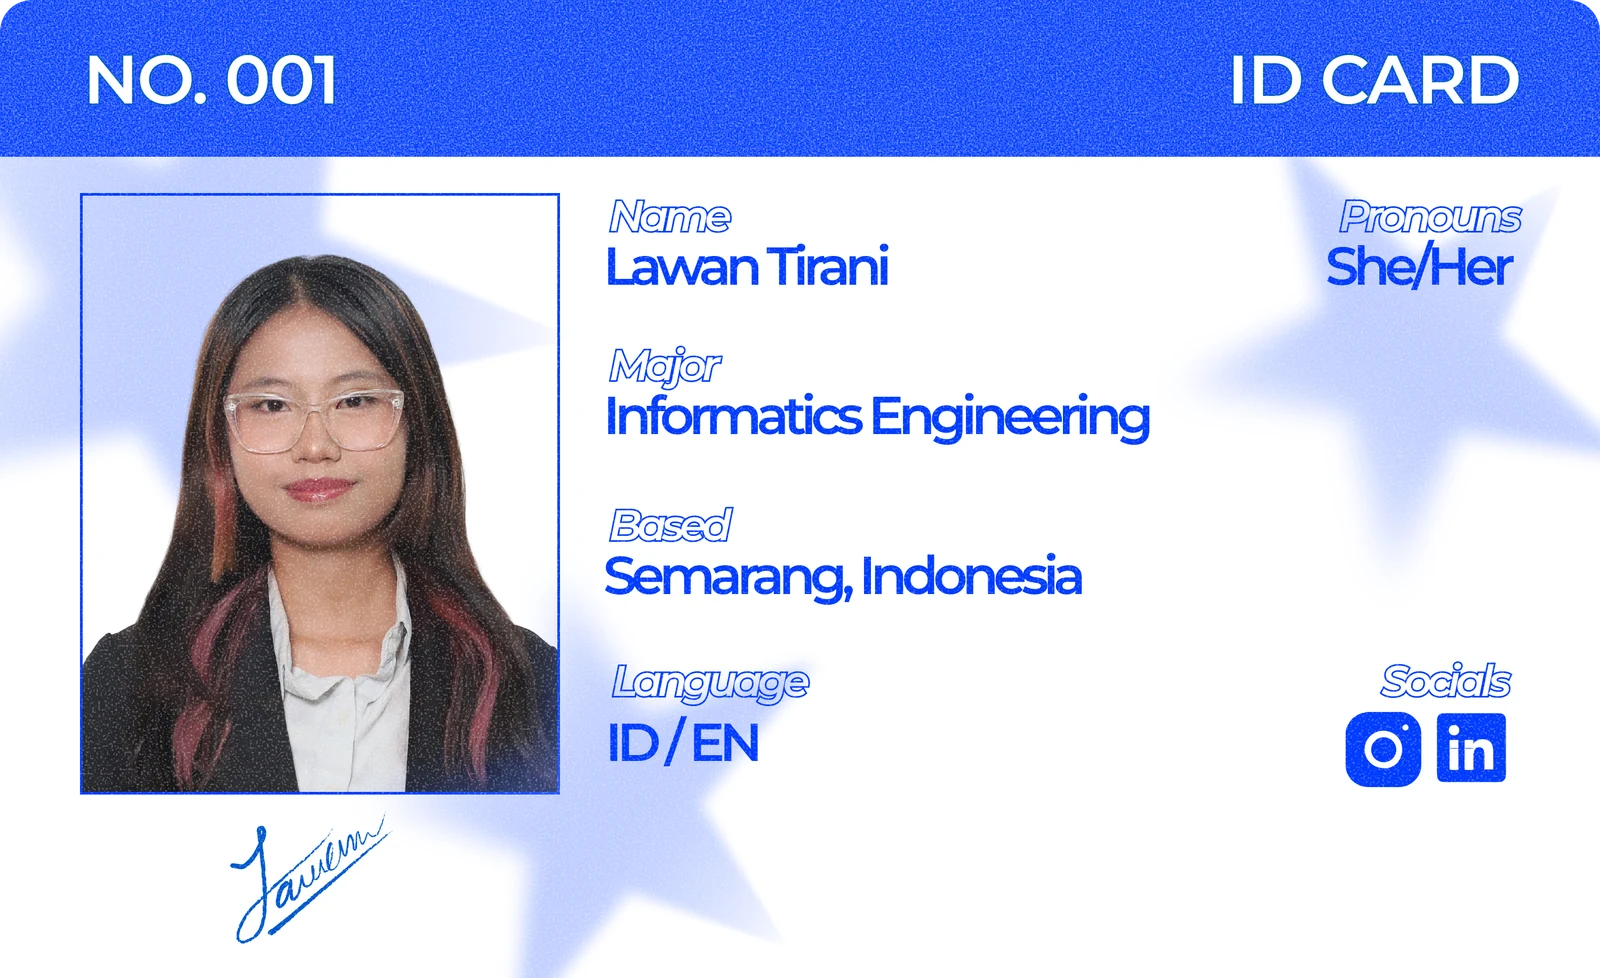 NO. 001
ID CARD
Name
Lawan Tirani
Pronouns
She/Her
Major
Informatics Engineering
Based
Semarang, Indonesia
Language
ID / EN
Socials
in